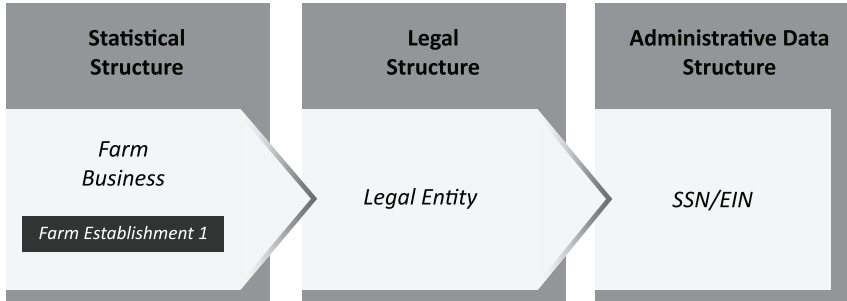 Statistical
Structure
Farm
Business
Farm Establishment 1
Legal
Structure
Legal Entity
Administrative Data
Structure
SSN/EIN